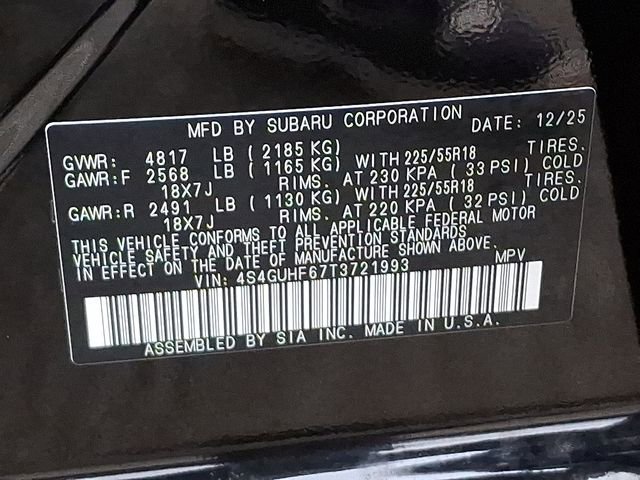 MFD BY SUBARU CORPORATION DATE: 12/25
GVWR: 4817 LB ( 2185 KG)
GAWR:F 2568 LB ( 1165 KG) WITH 225/55R18 TIRES.
18X7J RIMS. AT 230 KPA ( 33 PSI) COLD
GAWR:R 2491 LB ( 1130 KG) WITH 225/55R18 TIRES.
18X7J RIMS. AT 220 KPA ( 32 PSI) COLD
THIS VEHICLE CONFORMS TO ALL APPLICABLE FEDERAL MOTOR
VEHICLE SAFETY AND THEFT PREVENTION STANDARDS
IN EFFECT ON THE DATE OF MANUFACTURE SHOWN ABOVE.
VIN: 4S4GUHF67T3721993 MPV
ASSEMBLED BY SIA INC. MADE IN U.S.A.